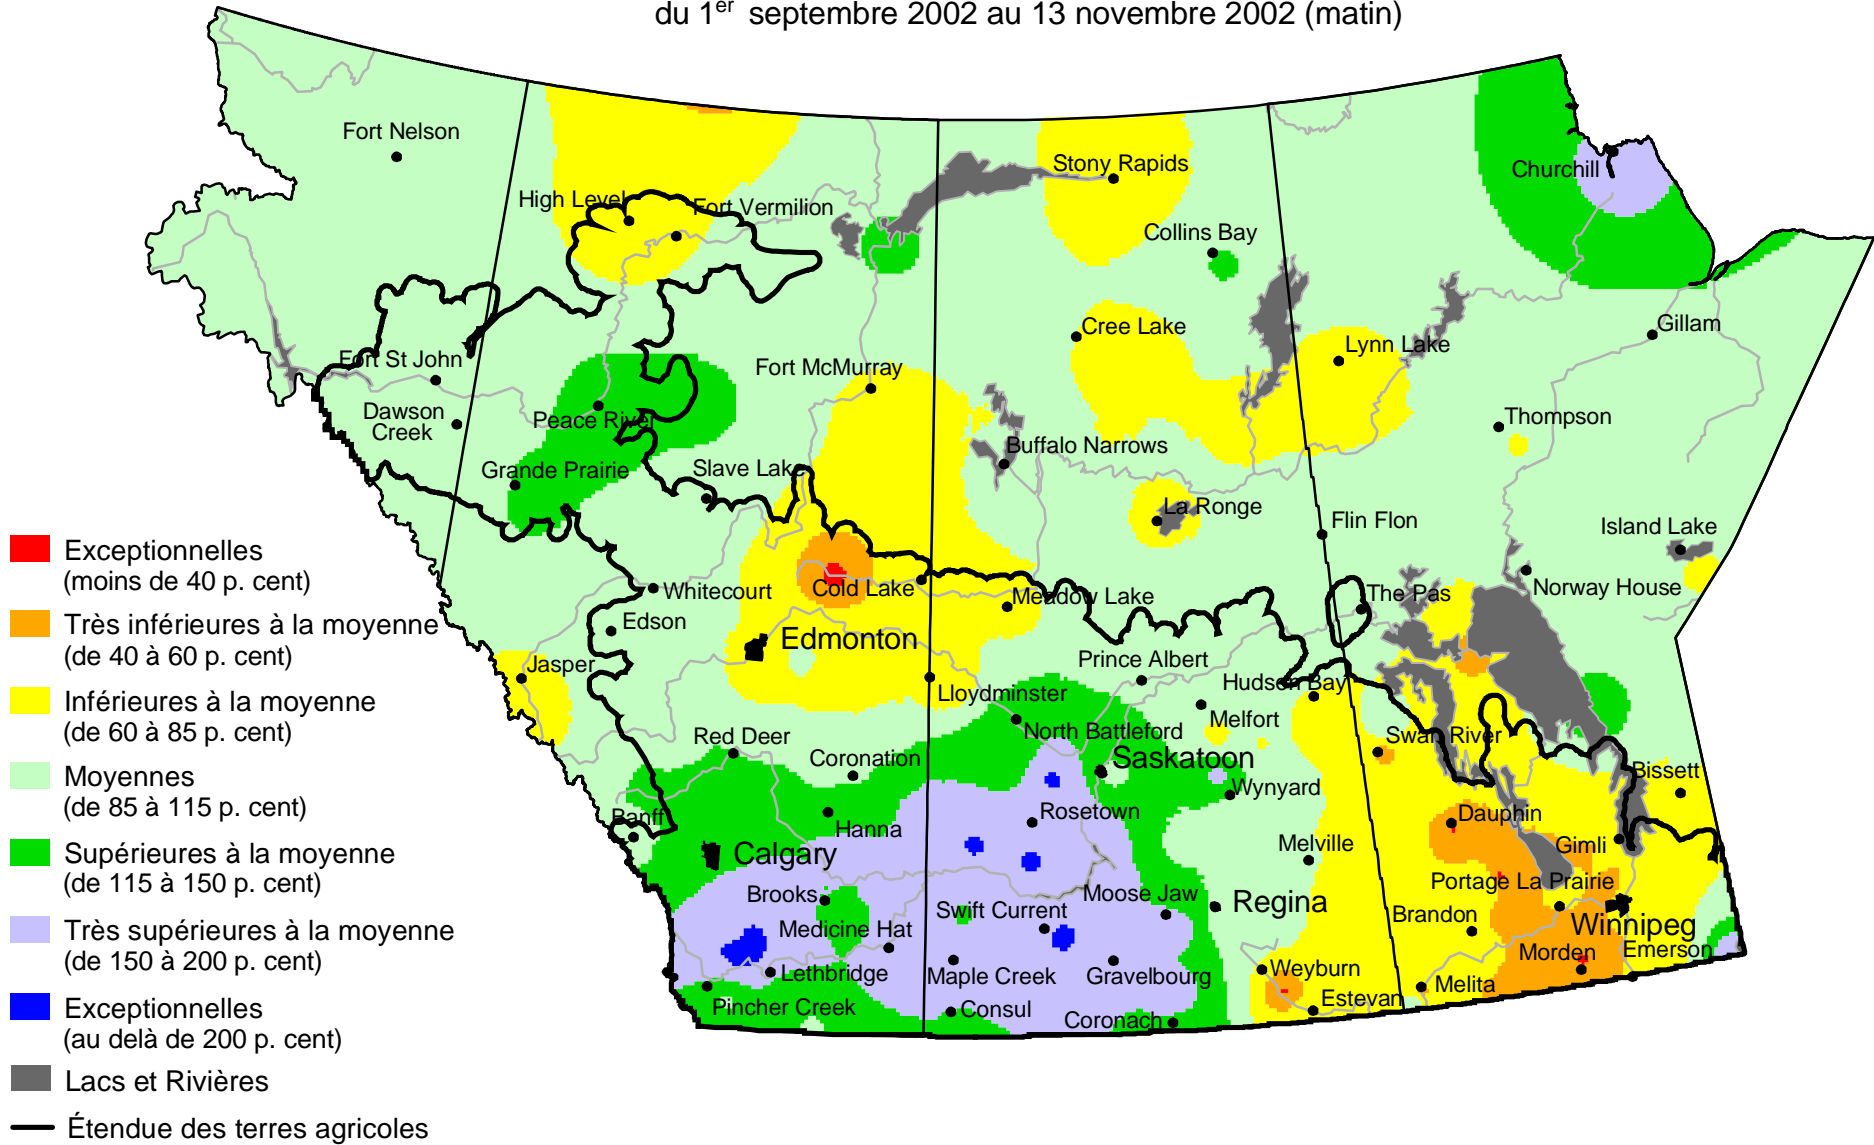 du 1er septembre 2002 au 13 novembre 2002 (matin)
Fort Nelson
High Level
Fort Vermilion
Stony Rapids
Churchill
Collins Bay
Cree Lake
Gillam
Lynn Lake
Fort St John
Fort McMurray
Dawson
Creek
Peace River
Thompson
Buffalo Narrows
Grande Prairie
Slave Lake
La Ronge
Flin Flon
Island Lake
Exceptionnelles
(moins de 40 p. cent)
Whitecourt
Cold Lake
Meadow Lake
The Pas
Norway House
Très inférieures à la moyenne
(de 40 à 60 p. cent)
Edson
Edmonton
Jasper
Prince Albert
Hudson Bay
Lloydminster
Inférieures à la moyenne
(de 60 à 85 p. cent)
Melfort
North Battleford
Red Deer
Coronation
Saskatoon
Swan River
Bissett
Moyennes
(de 85 à 115 p. cent)
Wynyard
Banff
Hanna
Rosetown
Dauphin
Supérieures à la moyenne
(de 115 à 150 p. cent)
Calgary
Melville
Gimli
Brooks
Moose Jaw
Portage La Prairie
Swift Current
Regina
Brandon
Winnipeg
Très supérieures à la moyenne
(de 150 à 200 p. cent)
Medicine Hat
Morden
Emerson
Lethbridge
Maple Creek
Gravelbourg
Weyburn
Melita
Exceptionnelles
(au delà de 200 p. cent)
Pincher Creek
Consul
Coronach
Estevan
Lacs et Rivières
Étendue des terres agricoles